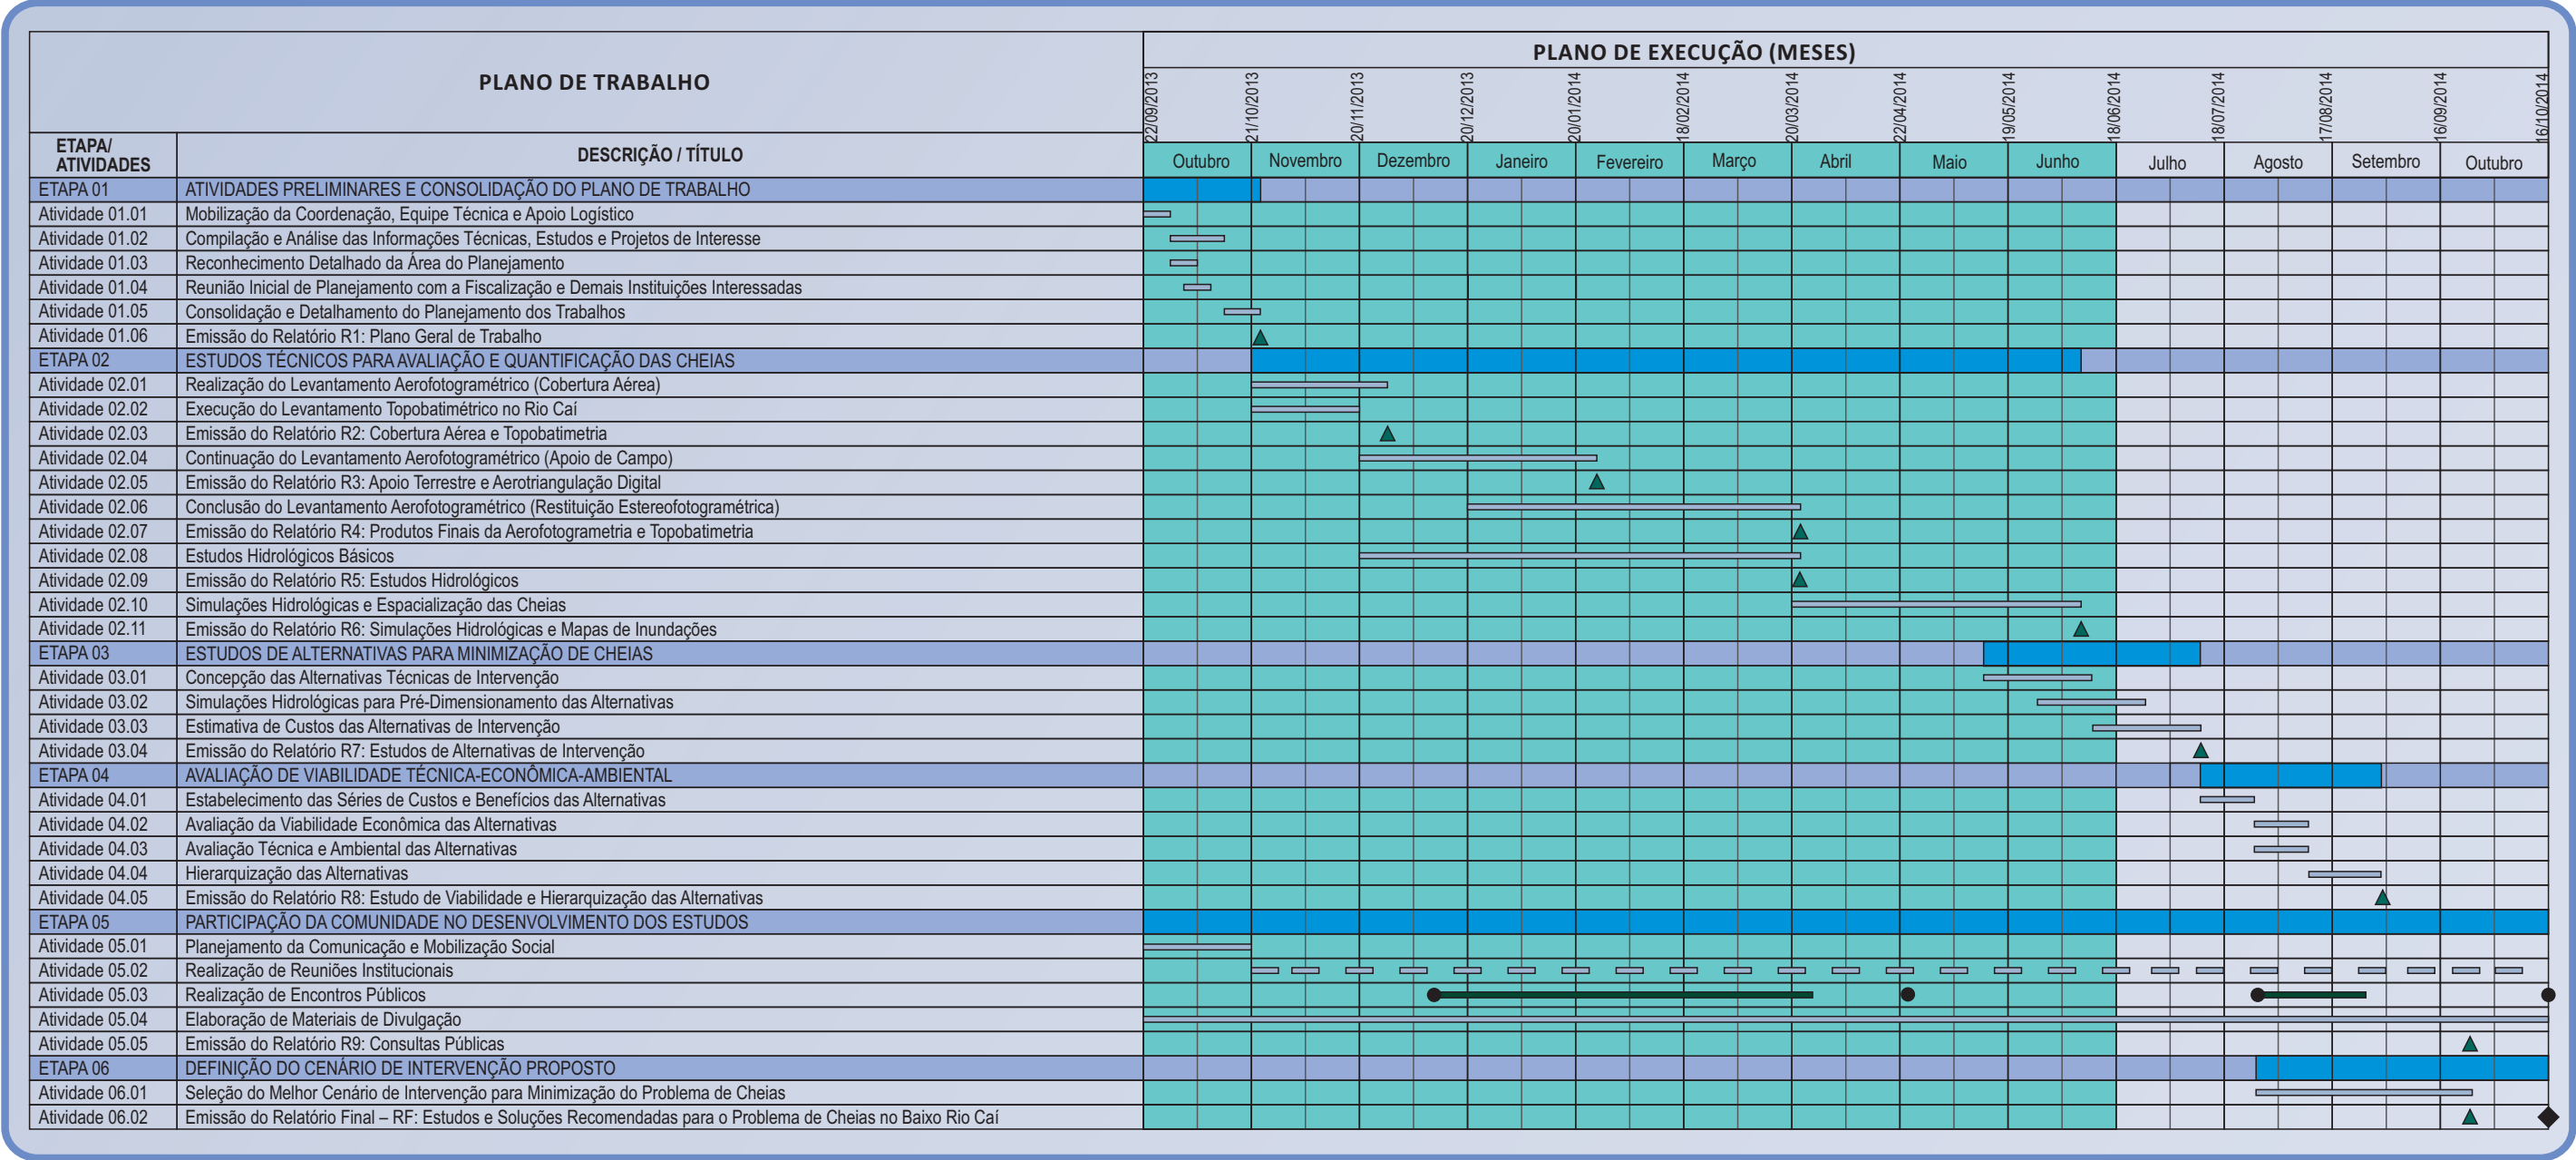 PLANO DE TRABALHO
PLANO DE EXECUÇÃO (MESES)
22/09/2013
21/10/2013
20/11/2013
20/12/2013
20/01/2014
18/02/2014
20/03/2014
22/04/2014
19/05/2014
18/06/2014
18/07/2014
17/08/2014
16/09/2014
16/10/2014
ETAPA/
ATIVIDADES
DESCRIÇÃO / TÍTULO
Outubro Novembro Dezembro Janeiro Fevereiro Março Abril Maio Junho Julho Agosto Setembro Outubro
ETAPA 01 ATIVIDADES PRELIMINARES E CONSOLIDAÇÃO DO PLANO DE TRABALHO
Atividade 01.01 Mobilização da Coordenação, Equipe Técnica e Apoio Logístico
Atividade 01.02 Compilação e Análise das Informações Técnicas, Estudos e Projetos de Interesse
Atividade 01.03 Reconhecimento Detalhado da Área do Planejamento
Atividade 01.04 Reunião Inicial de Planejamento com a Fiscalização e Demais Instituições Interessadas
Atividade 01.05 Consolidação e Detalhamento do Planejamento dos Trabalhos
Atividade 01.06 Emissão do Relatório R1: Plano Geral de Trabalho
ETAPA 02 ESTUDOS TÉCNICOS PARA AVALIAÇÃO E QUANTIFICAÇÃO DAS CHEIAS
Atividade 02.01 Realização do Levantamento Aerofotogramétrico (Cobertura Aérea)
Atividade 02.02 Execução do Levantamento Topobatimétrico no Rio Caí
Atividade 02.03 Emissão do Relatório R2: Cobertura Aérea e Topobatimetria
Atividade 02.04 Continuação do Levantamento Aerofotogramétrico (Apoio de Campo)
Atividade 02.05 Emissão do Relatório R3: Apoio Terrestre e Aerotriangulação Digital
Atividade 02.06 Conclusão do Levantamento Aerofotogramétrico (Restituição Estereofotogramétrica)
Atividade 02.07 Emissão do Relatório R4: Produtos Finais da Aerofotogrametria e Topobatimetria
Atividade 02.08 Estudos Hidrológicos Básicos
Atividade 02.09 Emissão do Relatório R5: Estudos Hidrológicos
Atividade 02.10 Simulações Hidrológicas e Espacialização das Cheias
Atividade 02.11 Emissão do Relatório R6: Simulações Hidrológicas e Mapas de Inundações
ETAPA 03 ESTUDOS DE ALTERNATIVAS PARA MINIMIZAÇÃO DE CHEIAS
Atividade 03.01 Concepção das Alternativas Técnicas de Intervenção
Atividade 03.02 Simulações Hidrológicas para Pré-Dimensionamento das Alternativas
Atividade 03.03 Estimativa de Custos das Alternativas de Intervenção
Atividade 03.04 Emissão do Relatório R7: Estudos de Alternativas de Intervenção
ETAPA 04 AVALIAÇÃO DE VIABILIDADE TÉCNICA-ECONÔMICA-AMBIENTAL
Atividade 04.01 Estabelecimento das Séries de Custos e Benefícios das Alternativas
Atividade 04.02 Avaliação da Viabilidade Econômica das Alternativas
Atividade 04.03 Avaliação Técnica e Ambiental das Alternativas
Atividade 04.04 Hierarquização das Alternativas
Atividade 04.05 Emissão do Relatório R8: Estudo de Viabilidade e Hierarquização das Alternativas
ETAPA 05 PARTICIPAÇÃO DA COMUNIDADE NO DESENVOLVIMENTO DOS ESTUDOS
Atividade 05.01 Planejamento da Comunicação e Mobilização Social
Atividade 05.02 Realização de Reuniões Institucionais
Atividade 05.03 Realização de Encontros Públicos
Atividade 05.04 Elaboração de Materiais de Divulgação
Atividade 05.05 Emissão do Relatório R9: Consultas Públicas
ETAPA 06 DEFINIÇÃO DO CENÁRIO DE INTERVENÇÃO PROPOSTO
Atividade 06.01 Seleção do Melhor Cenário de Intervenção para Minimização do Problema de Cheias
Atividade 06.02 Emissão do Relatório Final – RF: Estudos e Soluções Recomendadas para o Problema de Cheias no Baixo Rio Caí